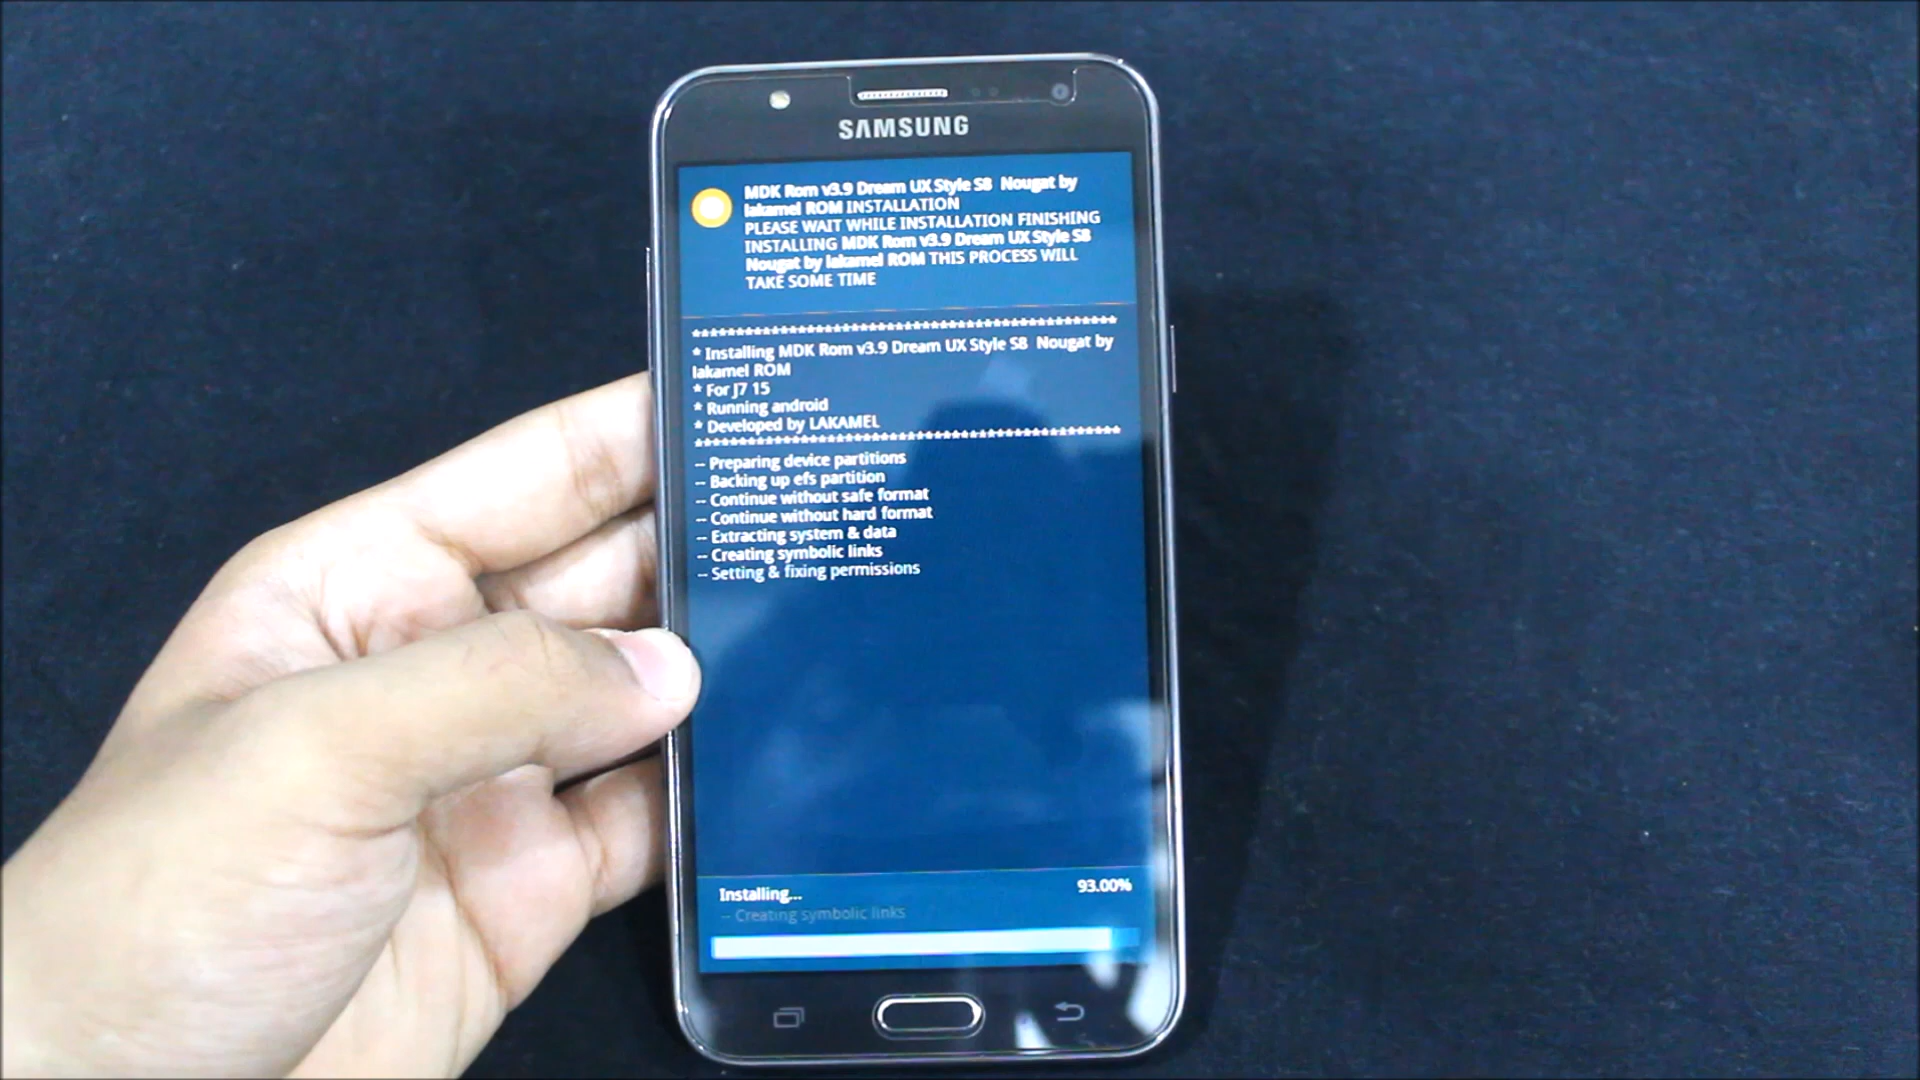 SAMSUNG
MDK Rom v3.9 Dream UX Style S8 Nougat by
lakamel ROM INSTALLATION
PLEASE WAIT WHILE INSTALLATION FINISHING
INSTALLING MDK Rom v3.9 Dream UX Style S8
Nougat by lakamel ROM THIS PROCESS WILL
TAKE SOME TIME
************************************************
* Installing MDK Rom v3.9 Dream UX Style S8 Nougat by
lakamel ROM
* For J7 15
* Running android
* Developed by LAKAMEL
************************************************
-- Preparing device partitions
-- Backing up efs partition
-- Continue without safe format
-- Continue without hard format
-- Extracting system & data
-- Creating symbolic links
-- Setting & fixing permissions
Installing... 93.00%
-- Creating symbolic links